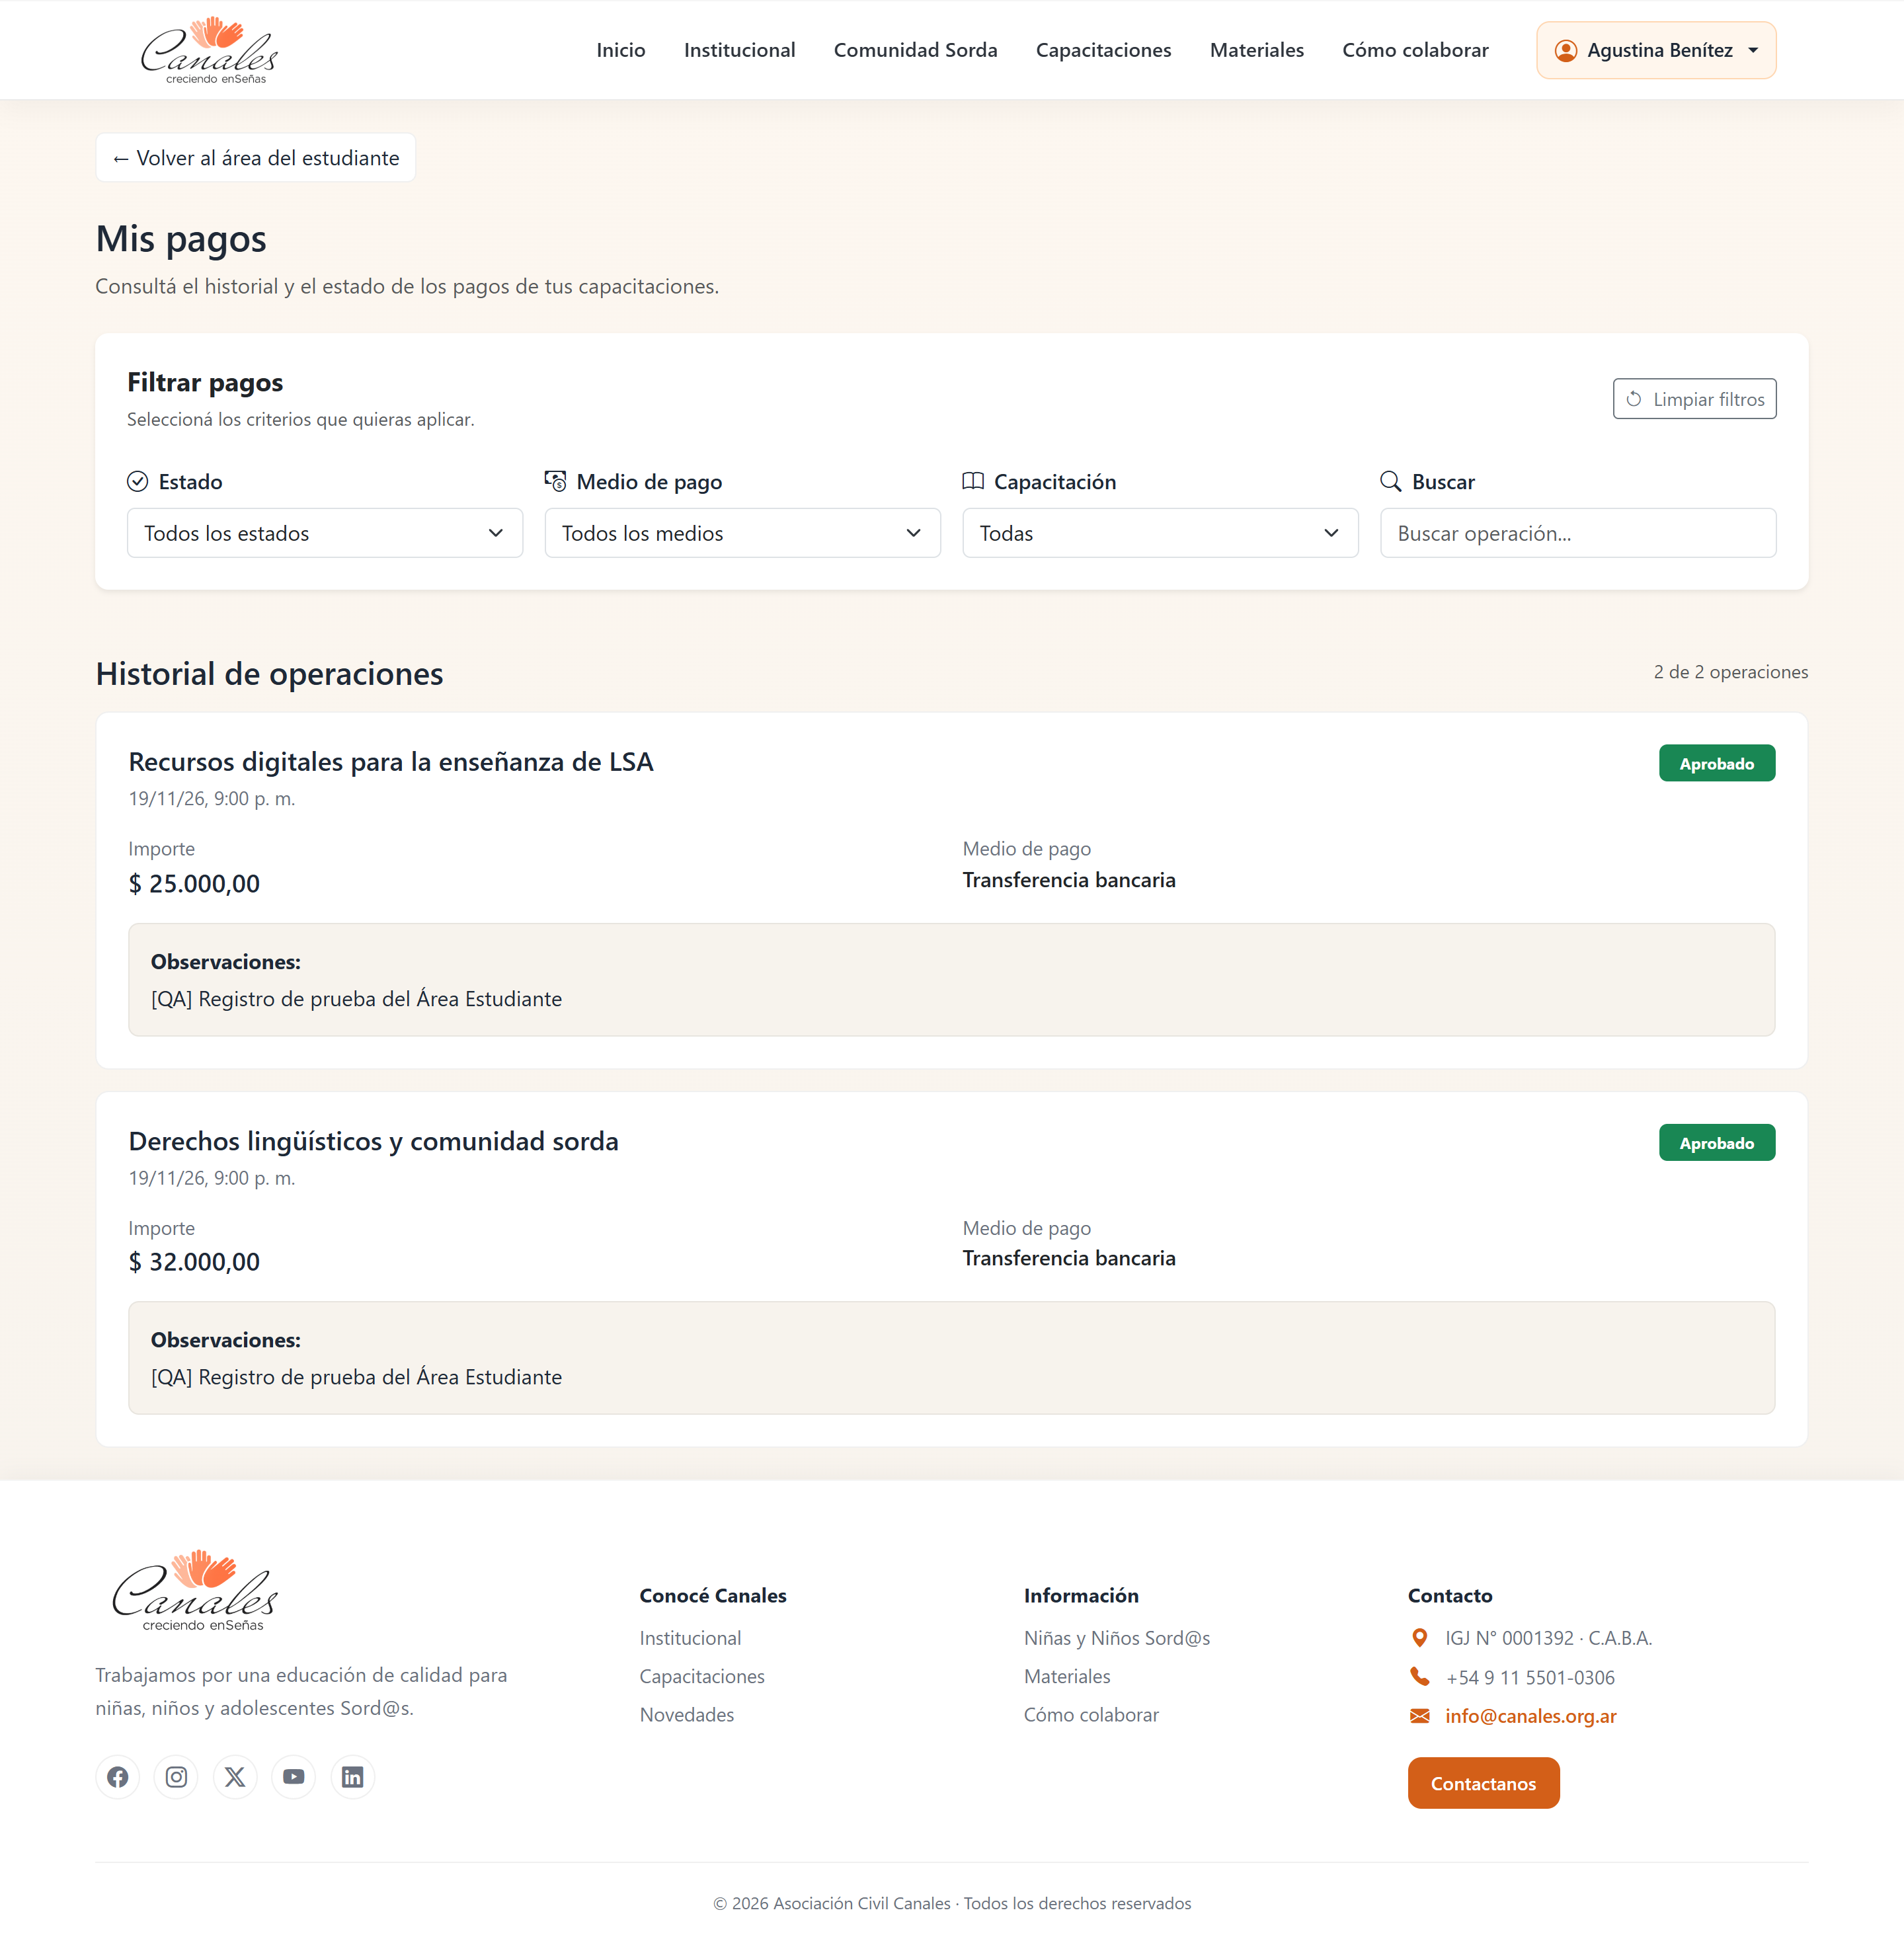 Canales
creciendo enSeñas
Inicio
Institucional
Comunidad Sorda
Capacitaciones
Materiales
Cómo colaborar
Agustina Benítez
← Volver al área del estudiante
Mis pagos
Consultá el historial y el estado de los pagos de tus capacitaciones.
Filtrar pagos
Seleccioná los criterios que quieras aplicar.
Limpiar filtros
Estado
Todos los estados
Medio de pago
Todos los medios
Capacitación
Todas
Buscar
Buscar operación...
Historial de operaciones
2 de 2 operaciones
Recursos digitales para la enseñanza de LSA
Aprobado
19/11/26, 9:00 p. m.
Importe
$ 25.000,00
Medio de pago
Transferencia bancaria
Observaciones:
[QA] Registro de prueba del Área Estudiante
Derechos lingüísticos y comunidad sorda
Aprobado
19/11/26, 9:00 p. m.
Importe
$ 32.000,00
Medio de pago
Transferencia bancaria
Observaciones:
[QA] Registro de prueba del Área Estudiante
Canales
creciendo enSeñas
Trabajamos por una educación de calidad para
niñas, niños y adolescentes Sord@s.
Conocé Canales
Institucional
Capacitaciones
Novedades
Información
Niñas y Niños Sord@s
Materiales
Cómo colaborar
Contacto
IGJ N° 0001392 · C.A.B.A.
+54 9 11 5501-0306
info@canales.org.ar
Contactanos
© 2026 Asociación Civil Canales · Todos los derechos reservados